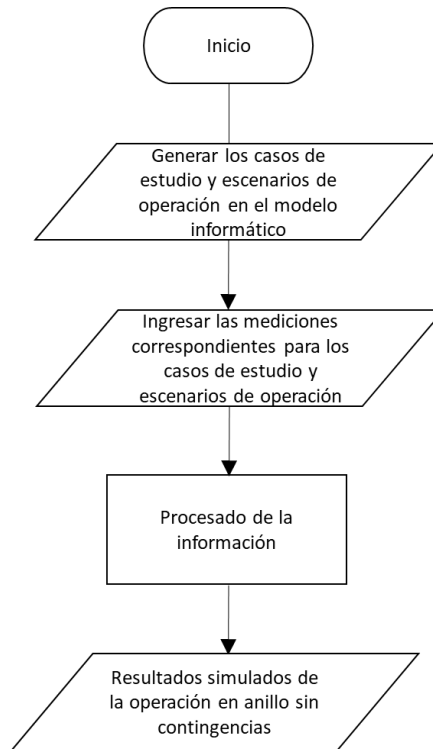 Inicio
Generar los casos de
estudio y escenarios de
operación en el modelo
informático
Ingresar las mediciones
correspondientes para los
casos de estudio y
escenarios de operación
Procesado de la
información
Resultados simulados de
la operación en anillo sin
contingencias